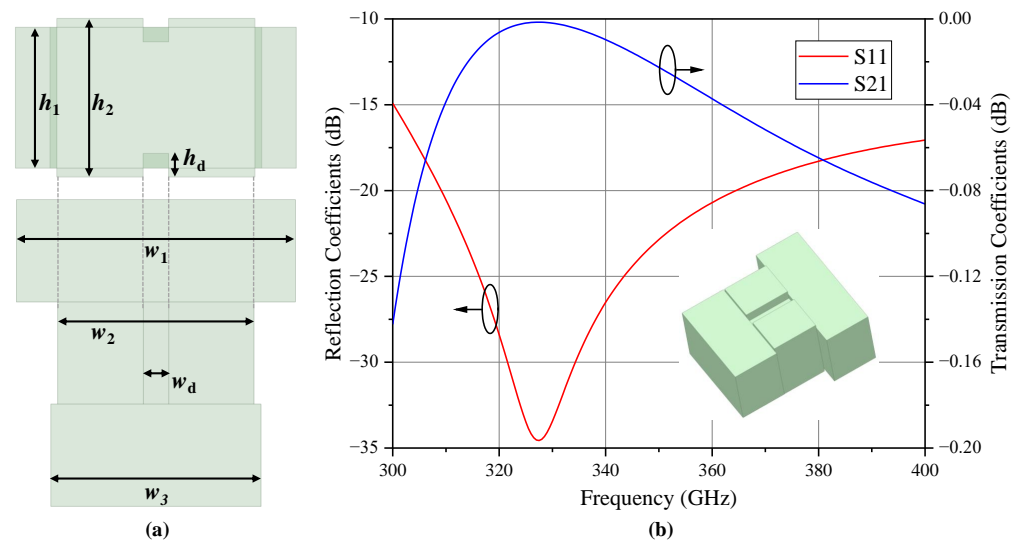 h1
h2
hd
w1
w2
wd
w3
(a)
Reflection Coefficients (dB)
−10
−15
−20
−25
−30
−35
300
320
340
360
380
400
Frequency (GHz)
S11
S21
0.00
−0.04
−0.08
−0.12
−0.16
−0.20
Transmission Coefficients (dB)
(b)